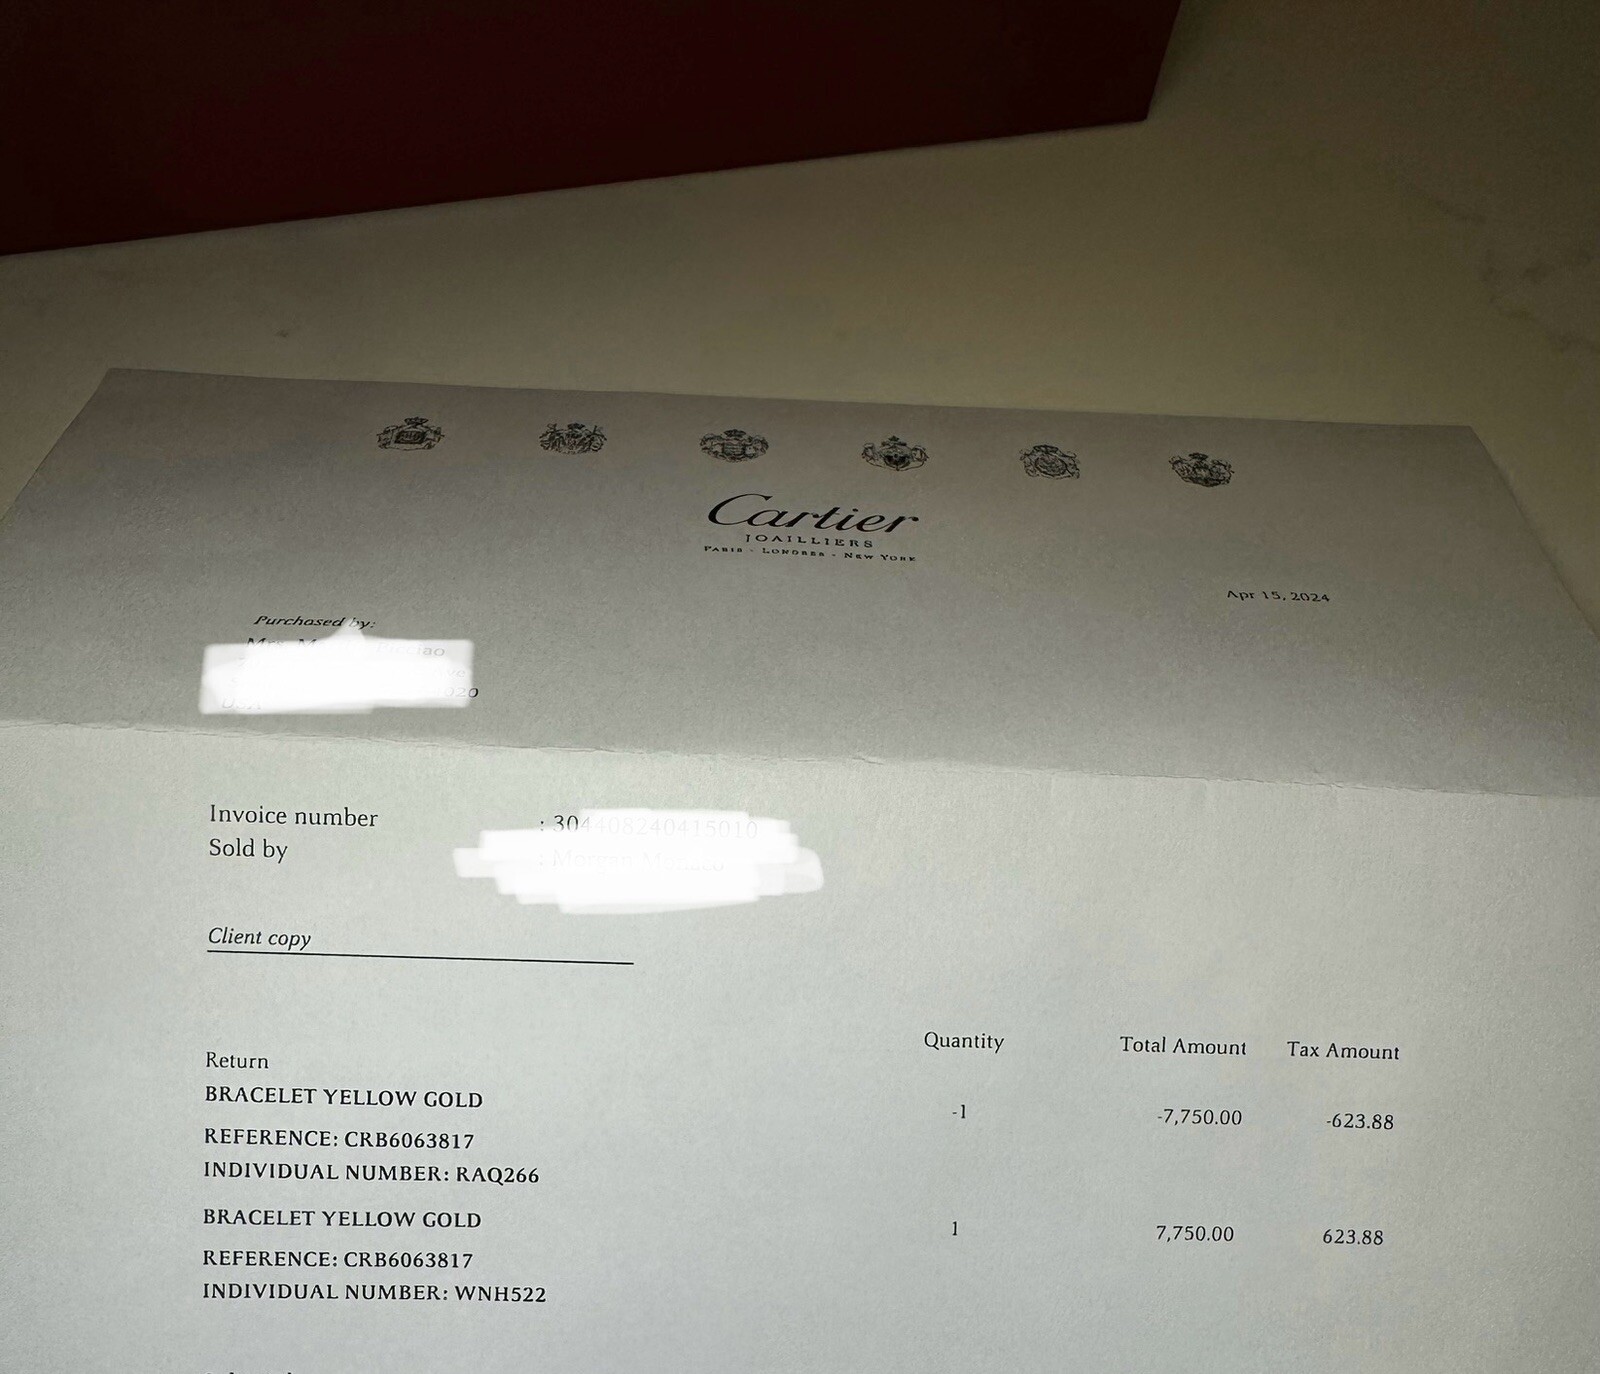 Cartier
JOAILLIERS
PARIS - LONDRES - NEW YORK
Apr 15, 2024
Purchased by:
Invoice number : 304
Sold by
Client copy
Quantity Total Amount Tax Amount
Return
BRACELET YELLOW GOLD
-1 -7,750.00 -623.88
REFERENCE: CRB6063817
INDIVIDUAL NUMBER: RAQ266
BRACELET YELLOW GOLD
1 7,750.00 623.88
REFERENCE: CRB6063817
INDIVIDUAL NUMBER: WNH522